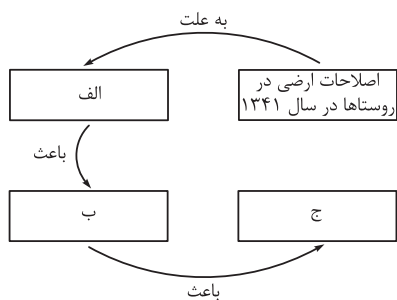 به علت
اصلاحات ارضی در
روستاها در سال ۱۳۴۱
الف
باعث
ج
ب
باعث